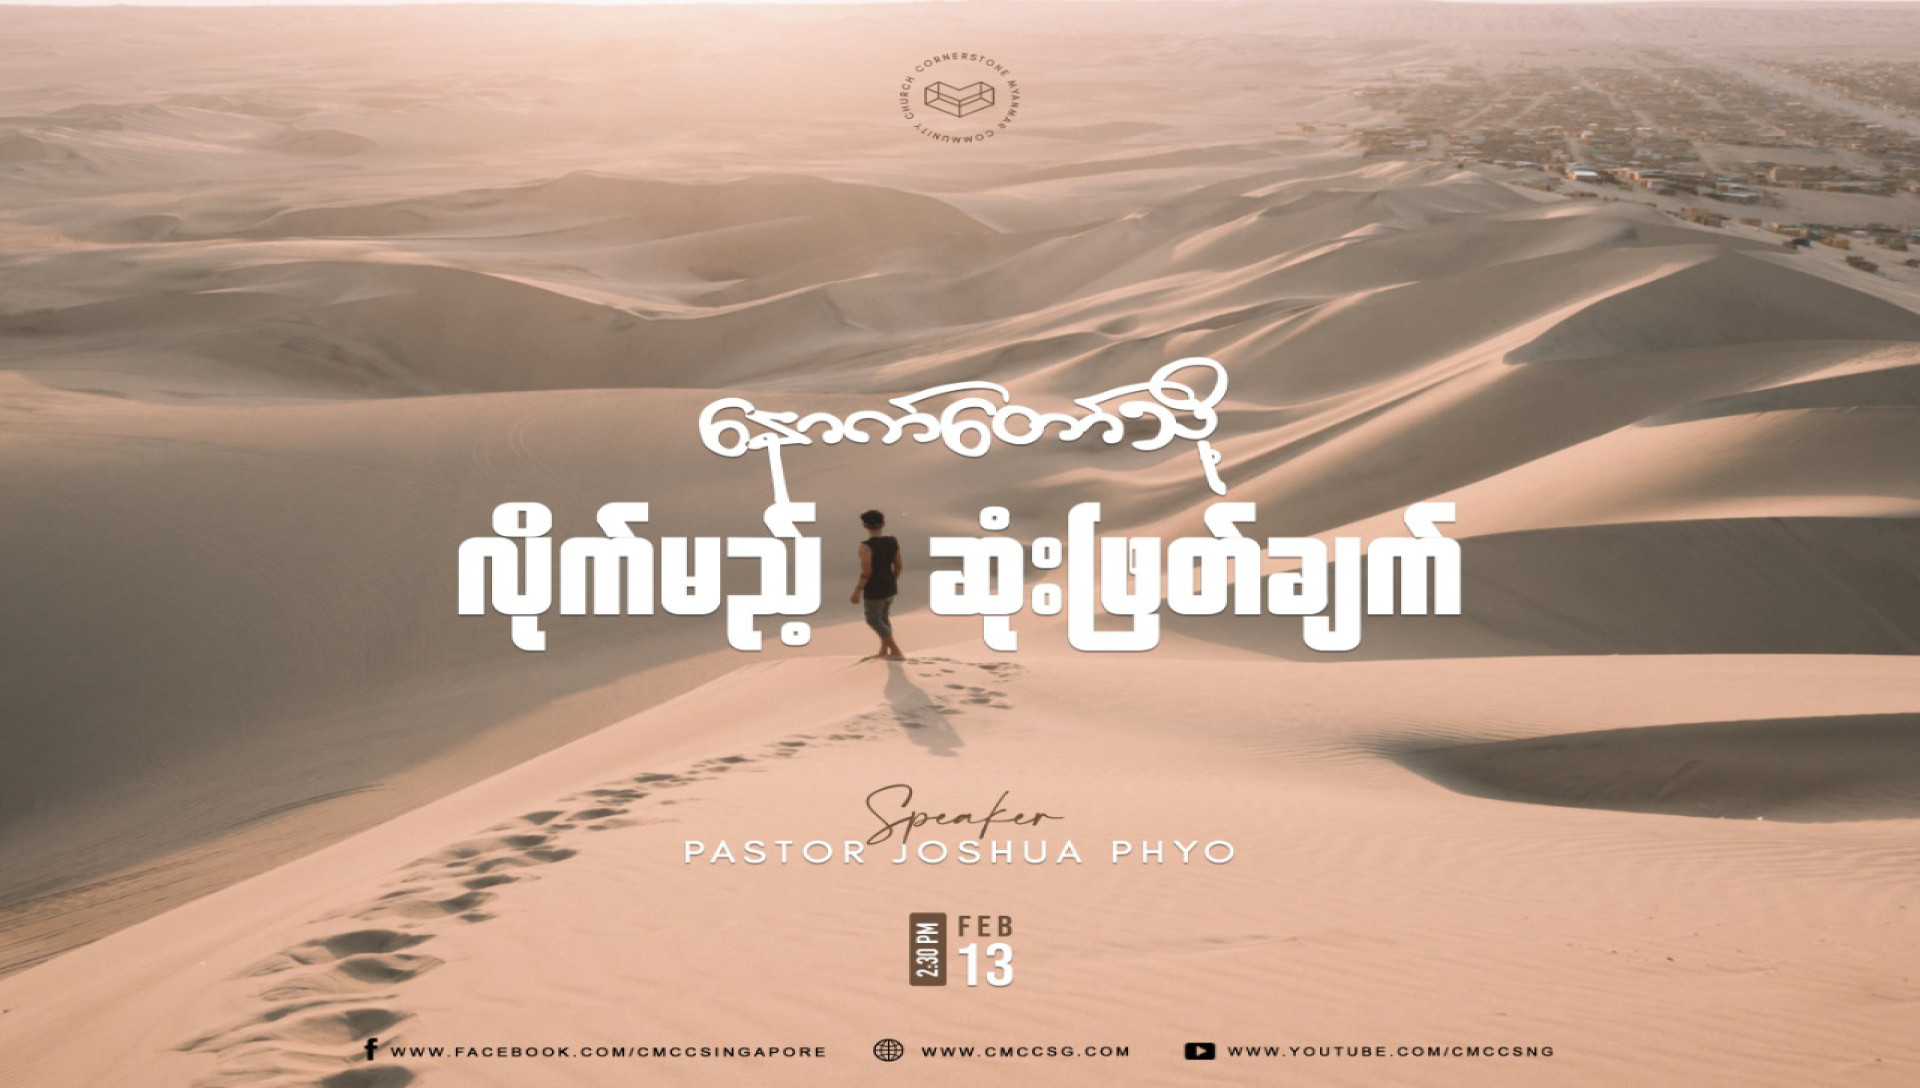 CORNERSTONE MYANMAR COMMUNITY CHURCH
နောက်တော်သို့
လိုက်မည့် ဆုံးဖြတ်ချက်
Speaker
PASTOR JOSHUA PHYO
2:30 PM
FEB
13
WWW.FACEBOOK.COM/CMCCSINGAPORE
WWW.CMCCSG.COM
WWW.YOUTUBE.COM/CMCCSNG